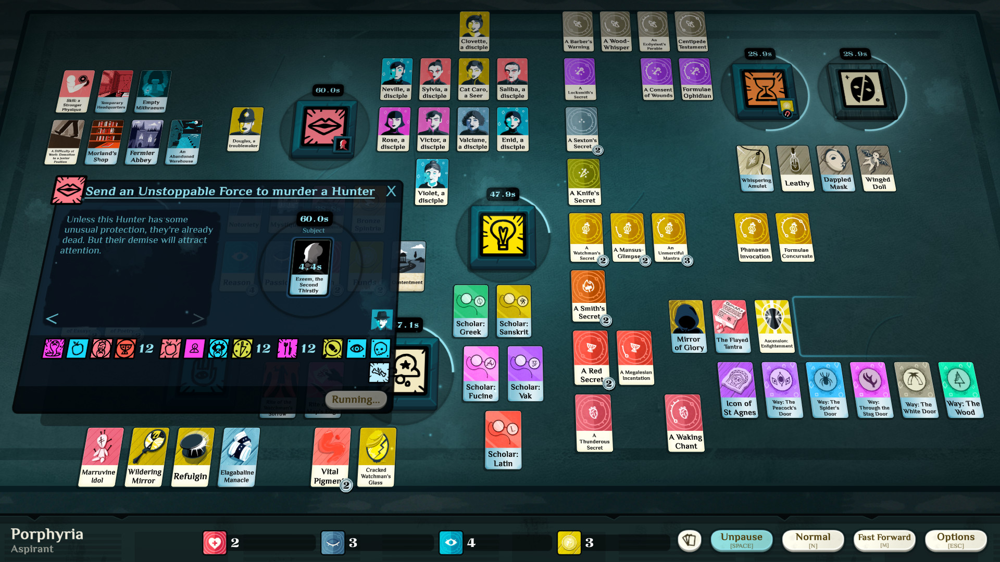 Clovette,
a disciple
A Barber's
Warning
A Wood-
Whisper
An
Ecdysiast's
Parable
Centipede
Testament
28.9s
28.9s
Skill: a
Stronger
Physique
Temporary
Headquarters
Empty
Mithraeum
60.0s
Neville, a
disciple
Sylvia, a
disciple
Cat Caro,
a Seer
Saliba, a
disciple
A
Locksmith's
Secret
A Consent
of Wounds
Formulae
Ophidian
A Difficulty at
Work: Demotion
to a Junior
Position
Morland's
Shop
Fermier
Abbey
An
Abandoned
Warehouse
Douglas, a
troublemaker
Rose, a
disciple
Victor, a
disciple
Valciane,
a disciple
Enid, a
disciple
A Sexton's
Secret
2
Whispering
Amulet
Leathy
Dappled
Mask
Wingèd
Doll
Send an Unstoppable Force to murder a Hunter
X
Violet, a
disciple
47.9s
A Knife's
Secret
Unless this Hunter has some
unusual protection, they're already
dead. But their demise will attract
attention.
60.0s
Subject
4.4s
Ezeem, the
Second
Thirstly
Notoriety
Bronze
Spintria
Reason
4
Funds
2
A
Watchman's
Secret
2
A Mansus-
Glimpse
2
An
Unmerciful
Mantra
3
Phanaean
Invocation
Formulae
Concursate
of Essays
of Poetry
7.1s
Scholar:
Greek
Scholar:
Sanskrit
A Smith's
Secret
2
Mirror
of Glory
The Flayed
Tantra
Ascension:
Enlightenment
12
12
12
Running...
Scholar:
Fucine
Scholar:
Vak
A Red
Secret
2
A Megalesian
Incantation
Icon of
St Agnes
Way: The
Peacock's
Door
Way: The
Spider's
Door
Way:
Through the
Stag Door
Way: The
White Door
Way: The
Wood
Marruvine
Idol
Wildering
Mirror
Refulgin
Elagabaline
Manacle
Vital
Pigment
2
Cracked
Watchman's
Glass
Scholar:
Latin
A
Thunderous
Secret
A Waking
Chant
Porphyria
Aspirant
2
3
4
3
Unpause
[SPACE]
Normal
[N]
Fast Forward
[M]
Options
[ESC]